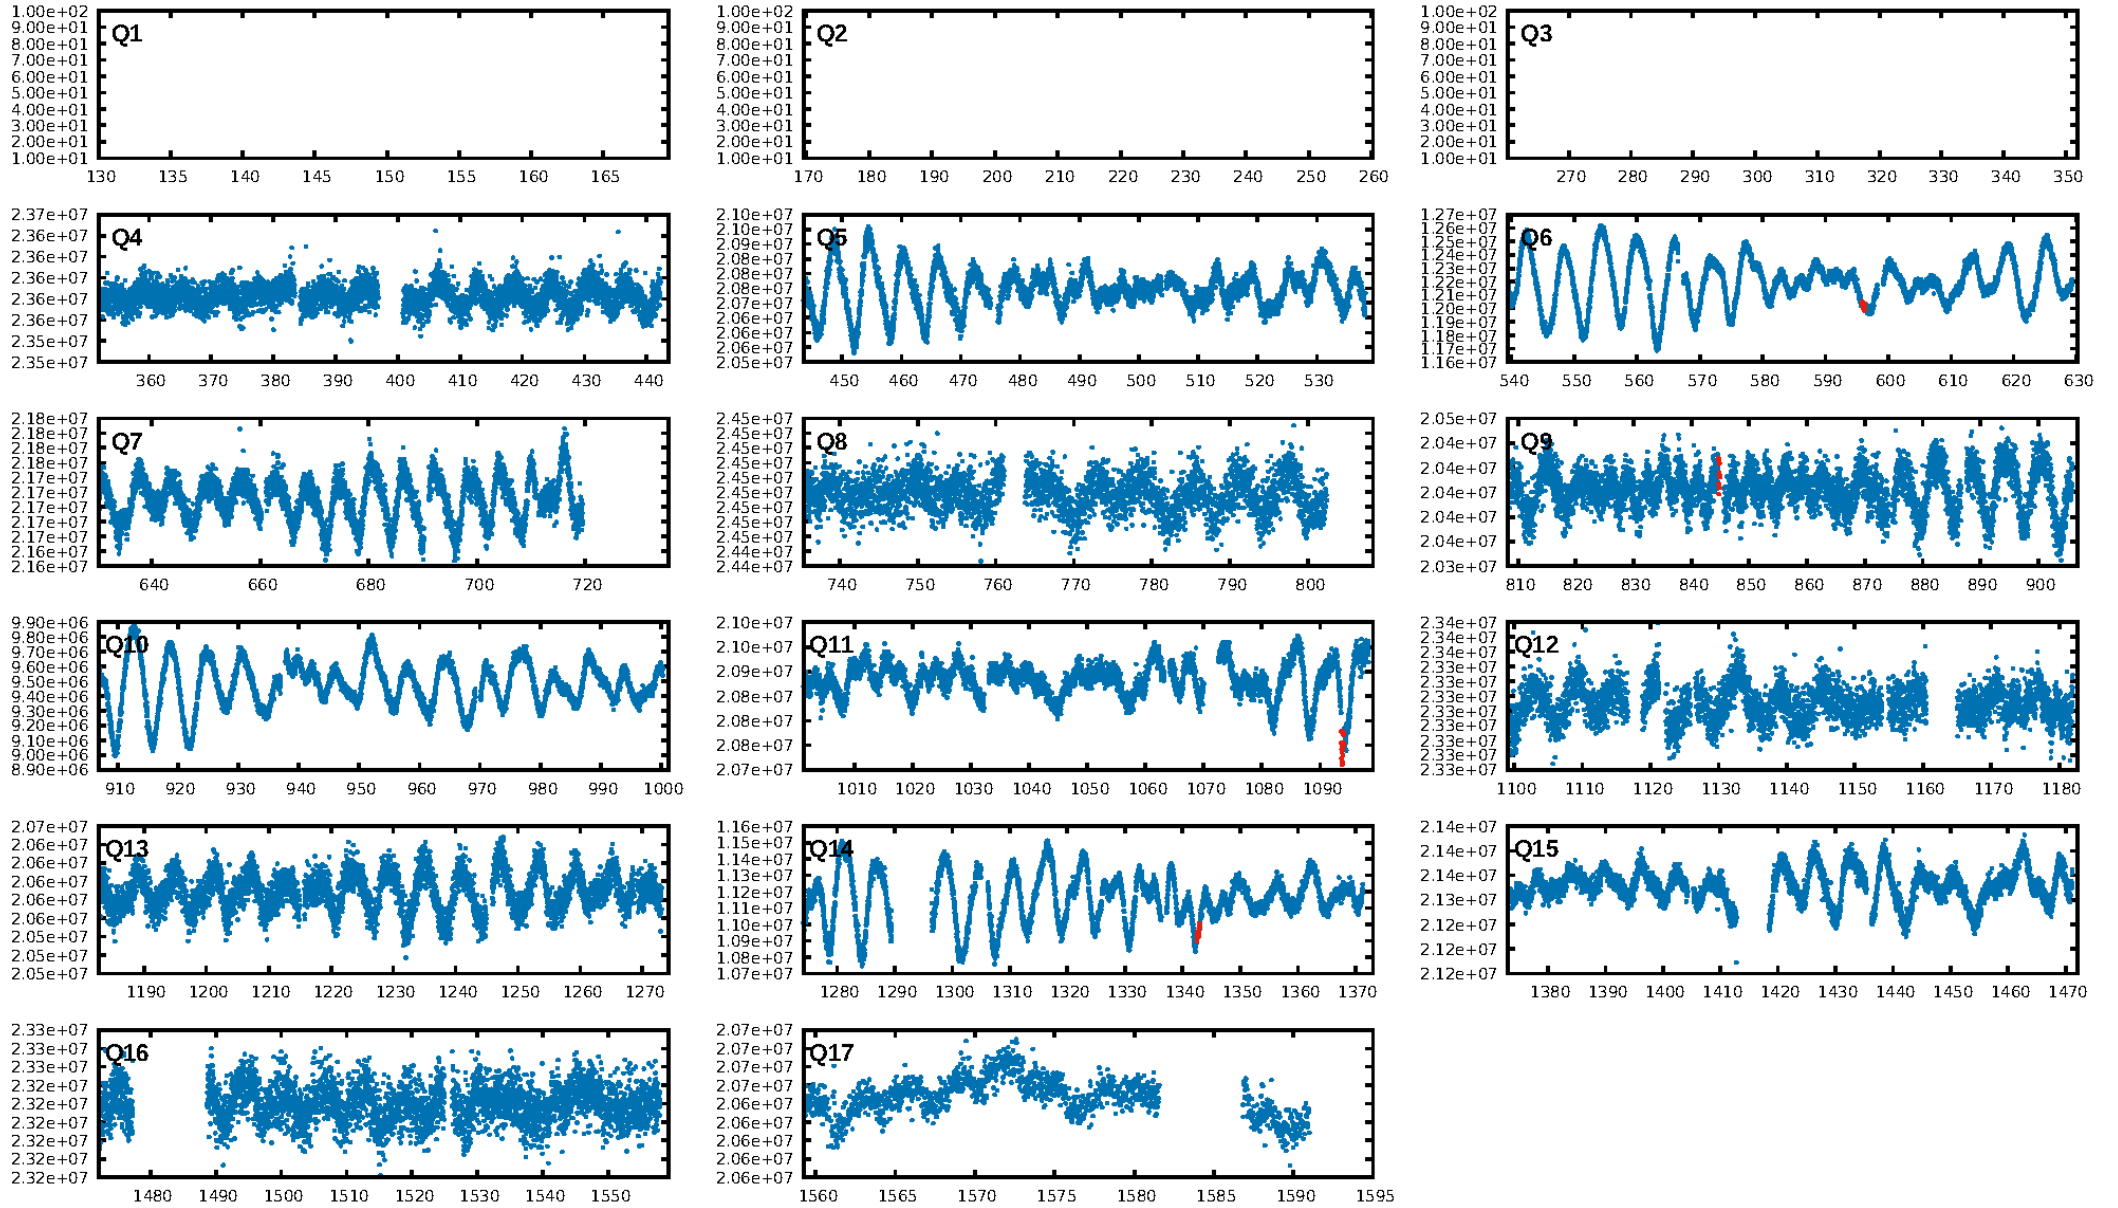 1.00e+02 9.00e+01 8.00e+01 7.00e+01 6.00e+01 5.00e+01 4.00e+01 3.00e+01 2.00e+01 1.00e+01
Q1
130 135 140 145 150 155 160 165
1.00e+02 9.00e+01 8.00e+01 7.00e+01 6.00e+01 5.00e+01 4.00e+01 3.00e+01 2.00e+01 1.00e+01
Q2
170 180 190 200 210 220 230 240 250 260
1.00e+02 9.00e+01 8.00e+01 7.00e+01 6.00e+01 5.00e+01 4.00e+01 3.00e+01 2.00e+01 1.00e+01
Q3
270 280 290 300 310 320 330 340 350
2.37e+07 2.36e+07 2.36e+07 2.36e+07 2.36e+07 2.36e+07 2.35e+07 2.35e+07
Q4
360 370 380 390 400 410 420 430 440
2.10e+07 2.09e+07 2.08e+07 2.08e+07 2.07e+07 2.06e+07 2.06e+07 2.05e+07
Q5
450 460 470 480 490 500 510 520 530
1.27e+07 1.26e+07 1.25e+07 1.24e+07 1.23e+07 1.22e+07 1.21e+07 1.20e+07 1.19e+07 1.18e+07 1.17e+07 1.16e+07
Q6
540 550 560 570 580 590 600 610 620 630
2.18e+07 2.18e+07 2.18e+07 2.18e+07 2.17e+07 2.17e+07 2.17e+07 2.17e+07 2.16e+07 2.16e+07
Q7
640 660 680 700 720
2.45e+07 2.45e+07 2.45e+07 2.45e+07 2.45e+07 2.45e+07 2.45e+07 2.45e+07 2.44e+07 2.44e+07
Q8
740 750 760 770 780 790 800
2.05e+07 2.04e+07 2.04e+07 2.04e+07 2.04e+07 2.04e+07 2.03e+07
Q9
810 820 830 840 850 860 870 880 890 900
9.90e+06 9.80e+06 9.70e+06 9.60e+06 9.50e+06 9.40e+06 9.30e+06 9.20e+06 9.10e+06 9.00e+06 8.90e+06
Q10
910 920 930 940 950 960 970 980 990 1000
2.10e+07 2.10e+07 2.09e+07 2.08e+07 2.08e+07 2.08e+07 2.07e+07
Q11
1010 1020 1030 1040 1050 1060 1070 1080 1090
2.34e+07 2.34e+07 2.33e+07 2.33e+07 2.33e+07 2.33e+07 2.33e+07 2.33e+07 2.33e+07 2.33e+07
Q12
1100 1110 1120 1130 1140 1150 1160 1170 1180
2.07e+07 2.06e+07 2.06e+07 2.06e+07 2.06e+07 2.06e+07 2.05e+07 2.05e+07
Q13
1190 1200 1210 1220 1230 1240 1250 1260 1270
1.16e+07 1.15e+07 1.14e+07 1.13e+07 1.12e+07 1.11e+07 1.10e+07 1.09e+07 1.08e+07 1.07e+07
Q14
1280 1290 1300 1310 1320 1330 1340 1350 1360 1370
2.14e+07 2.14e+07 2.14e+07 2.13e+07 2.12e+07 2.12e+07 2.12e+07
Q15
1380 1390 1400 1410 1420 1430 1440 1450 1460 1470
2.33e+07 2.33e+07 2.33e+07 2.32e+07 2.32e+07 2.32e+07 2.32e+07 2.32e+07 2.32e+07
Q16
1480 1490 1500 1510 1520 1530 1540 1550
2.07e+07 2.07e+07 2.07e+07 2.07e+07 2.06e+07 2.06e+07 2.06e+07 2.06e+07 2.06e+07
Q17
1560 1565 1570 1575 1580 1585 1590 1595